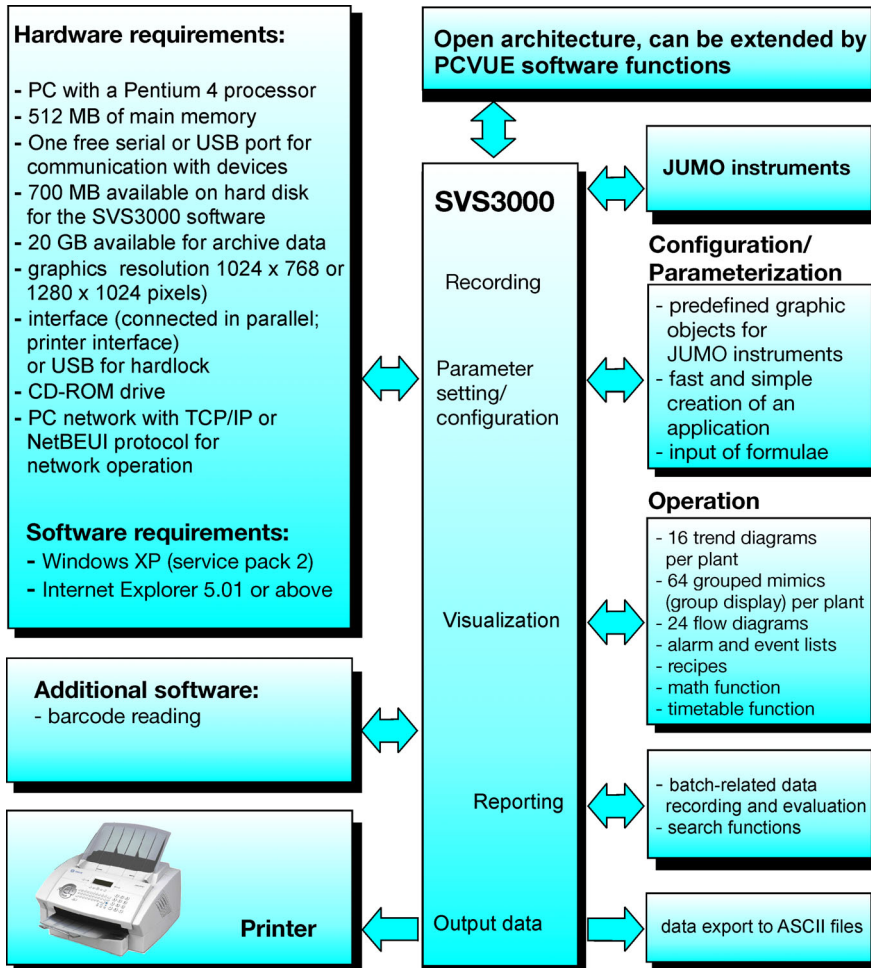 Hardware requirements:
- PC with a Pentium 4 processor
- 512 MB of main memory
- One free serial or USB port for
communication with devices
- 700 MB available on hard disk
for the SVS3000 software
- 20 GB available for archive data
- graphics resolution 1024 x 768 or
1280 x 1024 pixels)
- interface (connected in parallel;
printer interface)
or USB for hardlock
- CD-ROM drive
- PC network with TCP/IP or
NetBEUI protocol for
network operation
Software requirements:
- Windows XP (service pack 2)
- Internet Explorer 5.01 or above
Additional software:
- barcode reading
Printer
Open architecture, can be extended by
PCVUE software functions
SVS3000
Recording
Parameter
setting/
configuration
Visualization
Reporting
Output data
JUMO instruments
Configuration/
Parameterization
- predefined graphic
objects for
JUMO instruments
- fast and simple
creation of an
application
- input of formulae
Operation
- 16 trend diagrams
per plant
- 64 grouped mimics
(group display) per plant
- 24 flow diagrams
- alarm and event lists
- recipes
- math function
- timetable function
- batch-related data
recording and evaluation
- search functions
data export to ASCII files